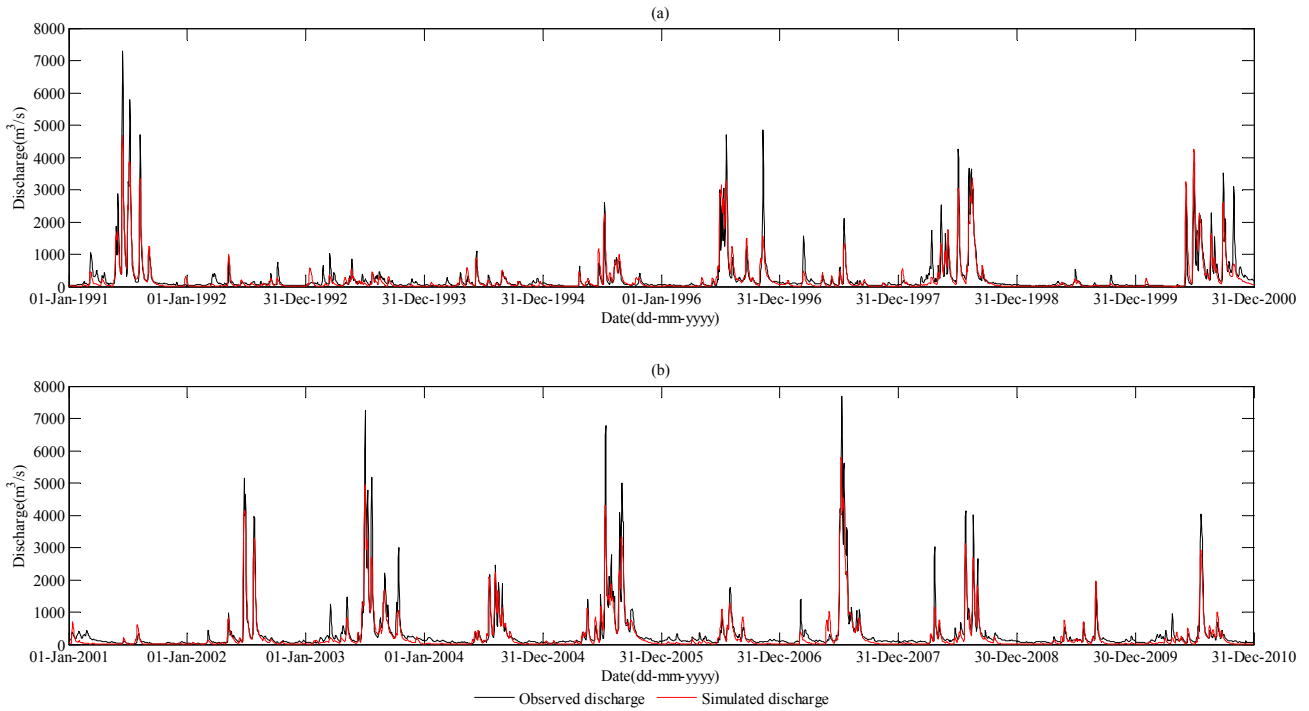 (a)
8000
7000
6000
5000
4000
3000
2000
1000
0
Discharge(m³/s)
01-Jan-1991 01-Jan-1992 31-Dec-1992 31-Dec-1993 31-Dec-1994 01-Jan-1996 31-Dec-1996 31-Dec-1997 31-Dec-1998 31-Dec-1999 31-Dec-2000
Date(dd-mm-yyyy)
(b)
8000
7000
6000
5000
4000
3000
2000
1000
0
Discharge(m³/s)
01-Jan-2001 01-Jan-2002 01-Jan-2003 01-Jan-2004 31-Dec-2004 31-Dec-2005 31-Dec-2006 31-Dec-2007 30-Dec-2008 30-Dec-2009 31-Dec-2010
Date(dd-mm-yyyy)
Observed discharge Simulated discharge